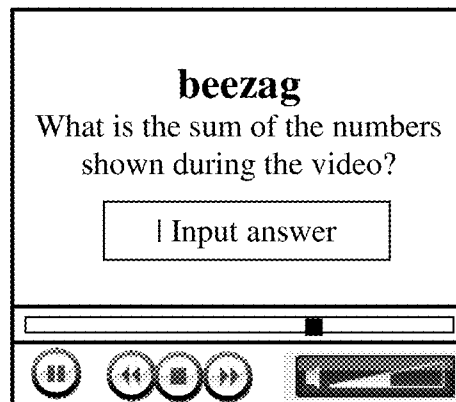 beezag
What is the sum of the numbers
shown during the video?
| Input answer